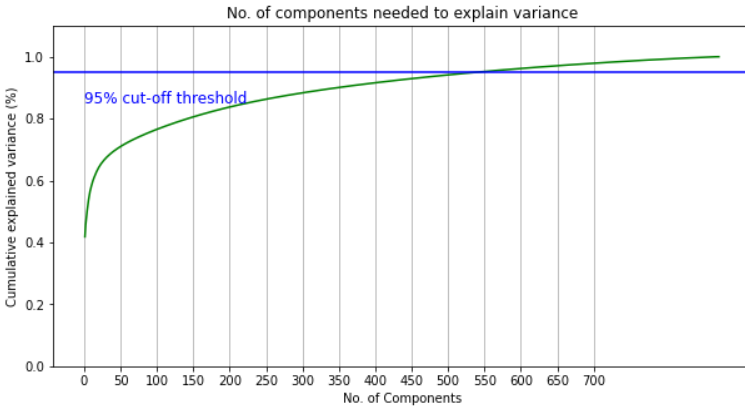 No. of components needed to explain variance
Cumulative explained variance (%)
1.0
0.8
0.6
0.4
0.2
0.0
95% cut-off threshold
0 50 100 150 200 250 300 350 400 450 500 550 600 650 700
No. of Components